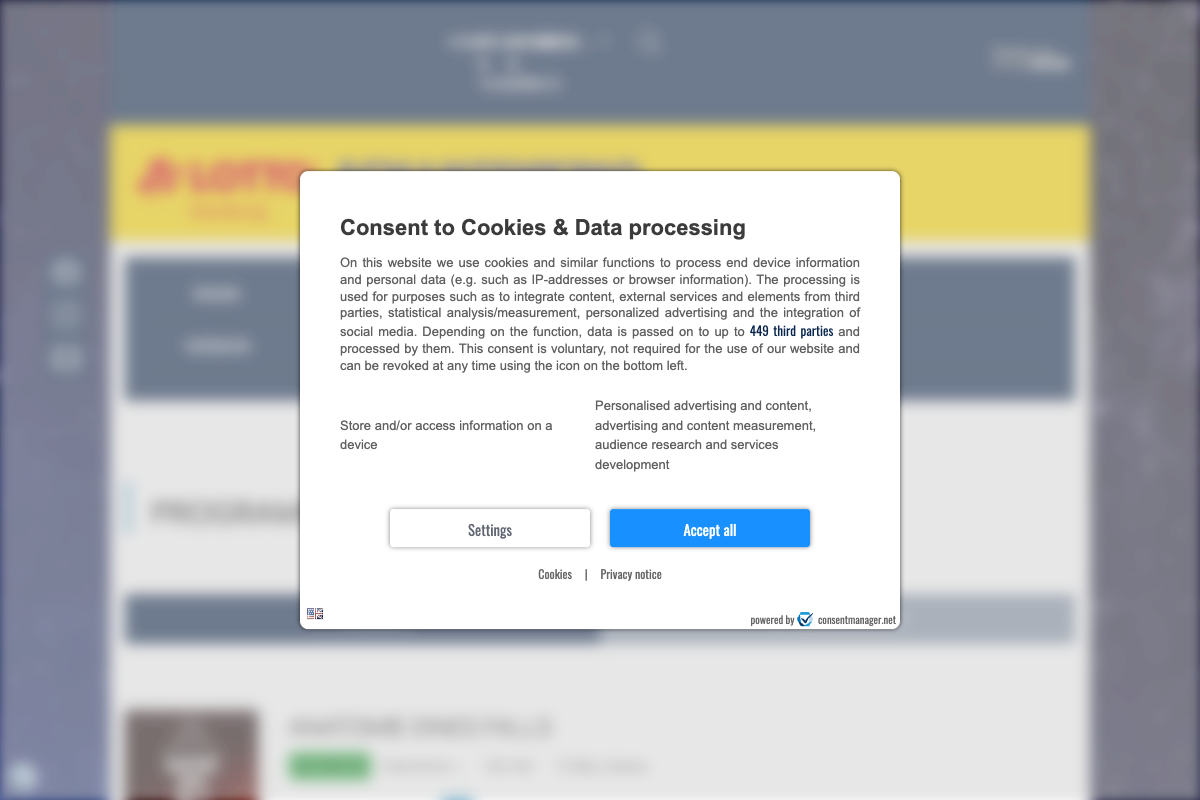 LOTTO
Consent to Cookies & Data processing
On this website we use cookies and similar functions to process end device information
and personal data (e.g. such as IP-addresses or browser information). The processing is
used for purposes such as to integrate content, external services and elements from third
parties, statistical analysis/measurement, personalized advertising and the integration of
social media. Depending on the function, data is passed on to up to 449 third parties and
processed by them. This consent is voluntary, not required for the use of our website and
can be revoked at any time using the icon on the bottom left.
Store and/or access information on a
device
Personalised advertising and content,
advertising and content measurement,
audience research and services
development
Settings
Accept all
Cookies | Privacy notice
powered by consentmanager.net